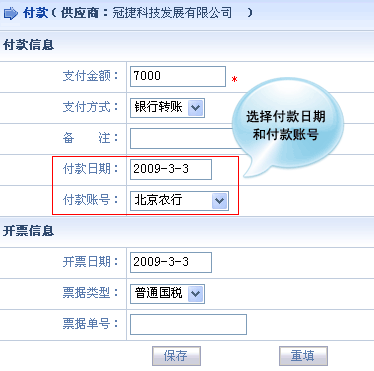 付款（供应商：冠捷科技发展有限公司 ）
付款信息
支付金额： 7000 *
支付方式： 银行转账
备 注：
选择付款日期
和付款账号
付款日期： 2009-3-3
付款账号： 北京农行
开票信息
开票日期： 2009-3-3
票据类型： 普通国税
票据单号：
保存 重填